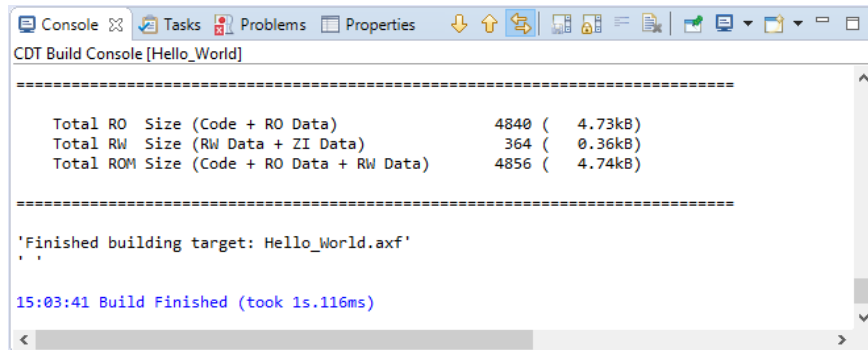 Console Tasks Problems Properties
CDT Build Console [Hello_World]
==============================================================================
Total RO  Size (Code + RO Data)                 4840 (   4.73kB)
Total RW  Size (RW Data + ZI Data)               364 (   0.36kB)
Total ROM Size (Code + RO Data + RW Data)       4856 (   4.74kB)
==============================================================================
'Finished building target: Hello_World.axf'
' '
15:03:41 Build Finished (took 1s.116ms)